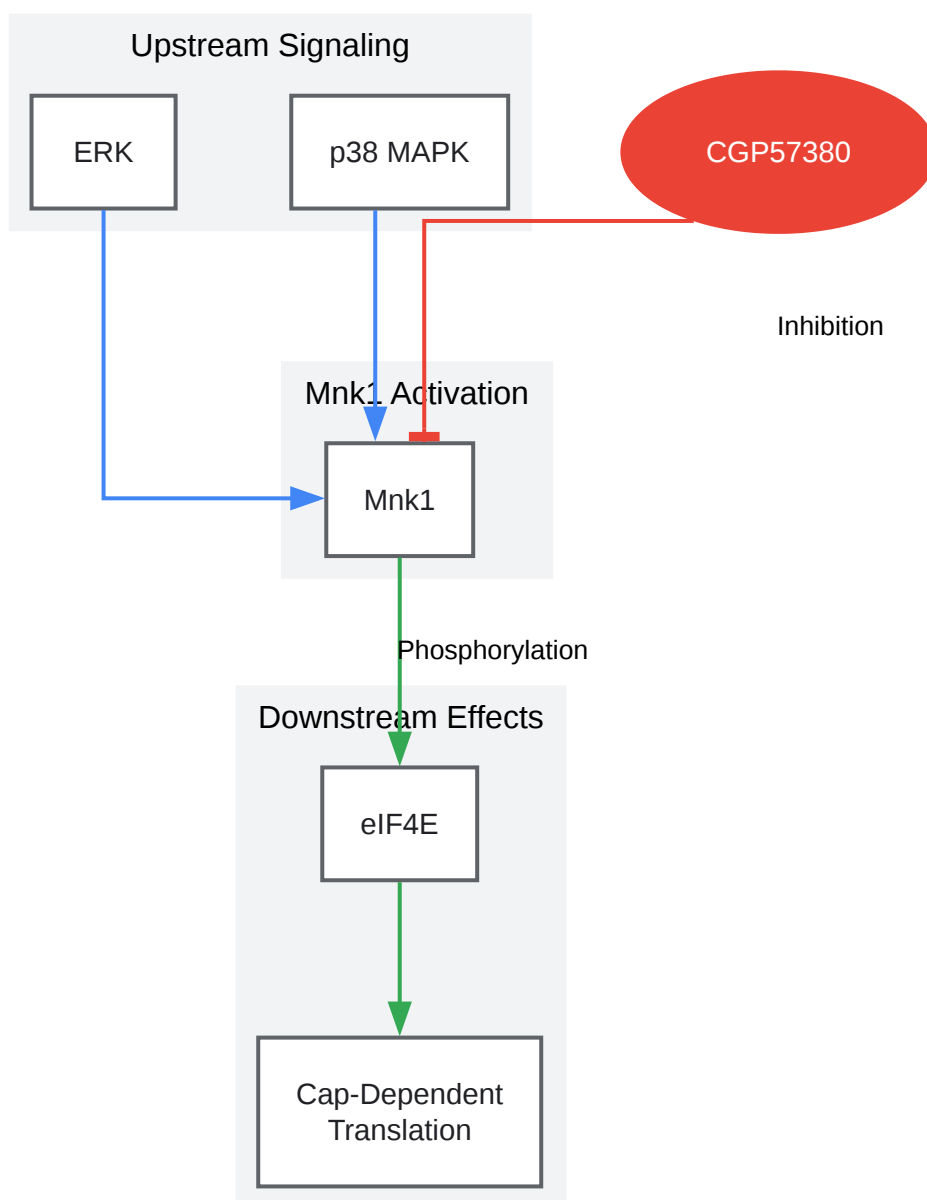 Upstream Signaling
ERK
p38 MAPK
CGP57380
Inhibition
Mnk1 Activation
Mnk1
Phosphorylation
Downstream Effects
eIF4E
Cap-Dependent
Translation